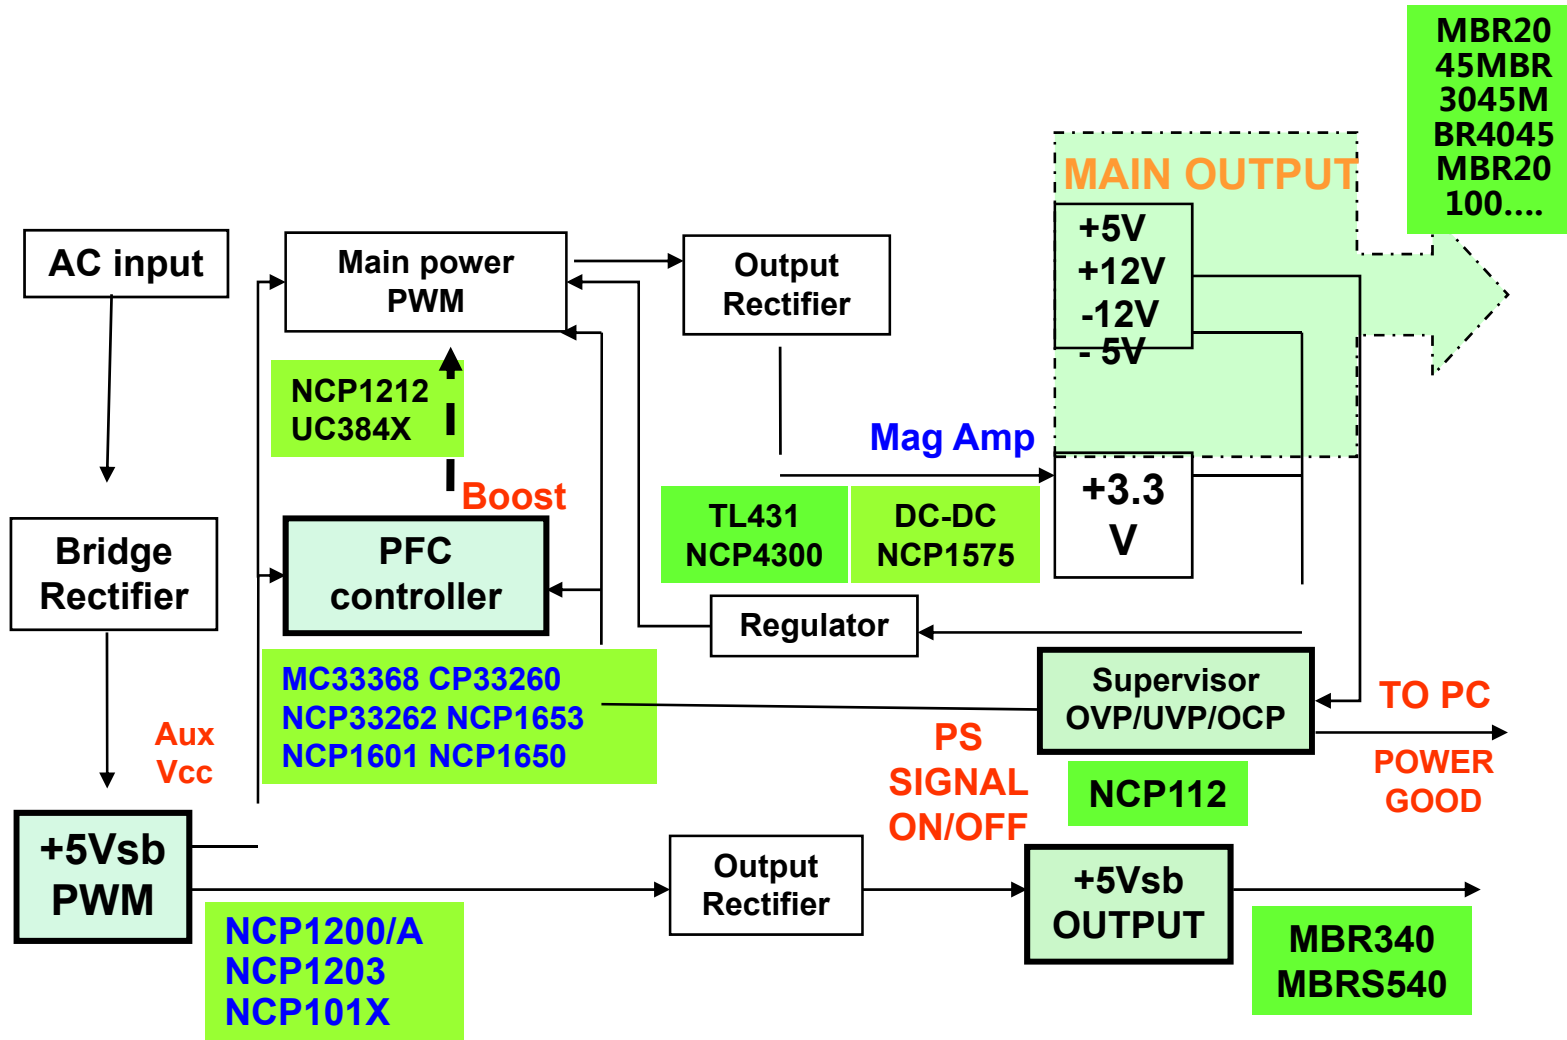 MBR20
45MBR
3045M
BR4045
MBR20
100....
MAIN OUTPUT
AC input
Main power
PWM
Output
Rectifier
+5V
+12V
-12V
- 5V
NCP1212
UC384X
Boost
Mag Amp
+3.3
V
TL431
NCP4300
DC-DC
NCP1575
Bridge
Rectifier
PFC
controller
Regulator
MC33368 CP33260
NCP33262 NCP1653
NCP1601 NCP1650
Supervisor
OVP/UVP/OCP
TO PC
POWER
GOOD
Aux
Vcc
PS
SIGNAL
ON/OFF
NCP112
+5Vsb
PWM
Output
Rectifier
+5Vsb
OUTPUT
NCP1200/A
NCP1203
NCP101X
MBR340
MBRS540